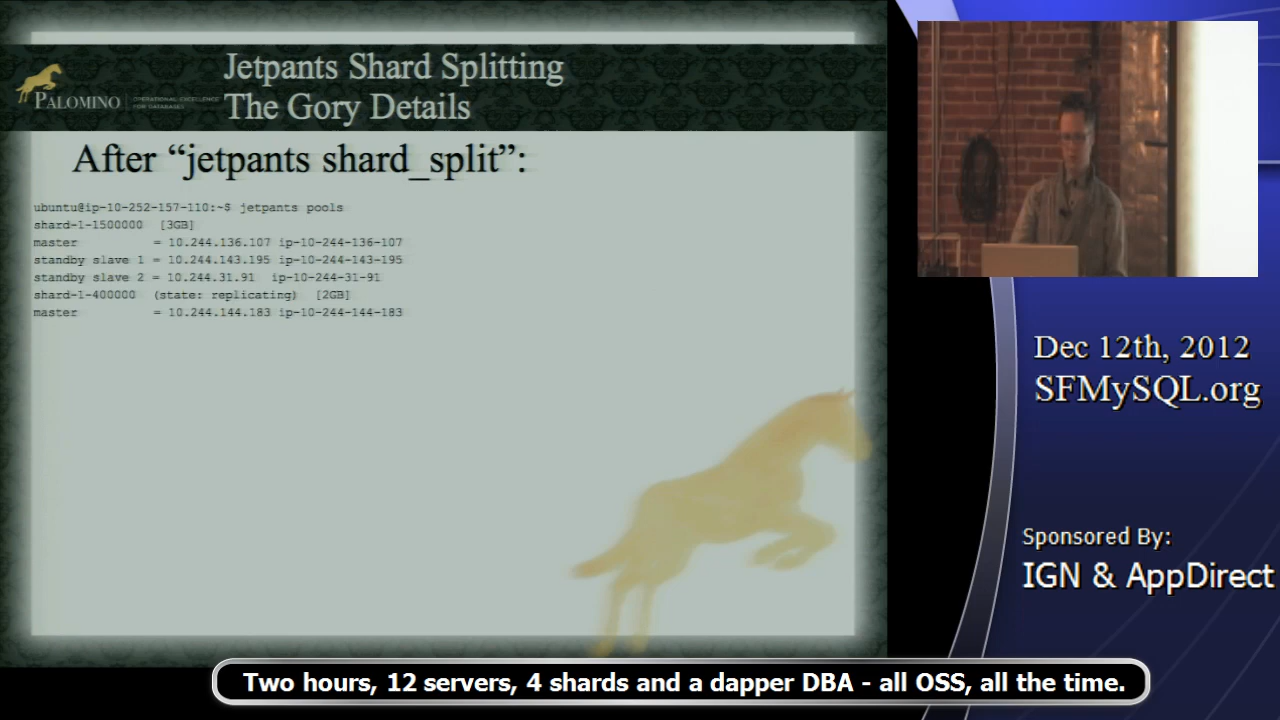 Jetpants Shard Splitting
The Gory Details
PALOMINO
OPERATIONAL EXCELLENCE
FOR DATABASES
After “jetpants shard_split”:
ubuntu@ip-10-252-157-110:~$ jetpants pools
shard-1-1500000 [3GB]
master = 10.244.136.107 ip-10-244-136-107
standby slave 1 = 10.244.143.195 ip-10-244-143-195
standby slave 2 = 10.244.31.91 ip-10-244-31-91
shard-1-400000 (state: replicating) [2GB]
master = 10.244.144.183 ip-10-244-144-183
Dec 12th, 2012
SFMySQL.org
Sponsored By:
IGN & AppDirect
Two hours, 12 servers, 4 shards and a dapper DBA - all OSS, all the time.